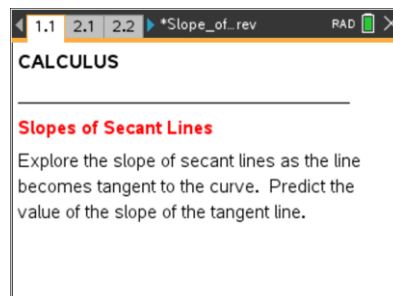 1.1 2.1 2.2 *Slope_of…rev RAD
CALCULUS
Slopes of Secant Lines
Explore the slope of secant lines as the line
becomes tangent to the curve. Predict the
value of the slope of the tangent line.